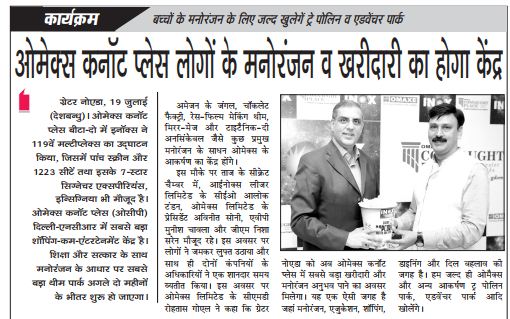 कार्यक्रम
बच्चों के मनोरंजन के लिए जल्द खुलेगें ट्रे पोलिन व एडवेंचर पार्क
ओमेक्स कनॉट प्लेस लोगों के मनोरंजन व खरीदारी का होगा केंद्र
ग्रेटर नोएडा, 19 जुलाई
(देशबन्धु)। ओमेक्स कनॉट
प्लेस बीटा-दो में इनॉक्स ने
119वें मल्टीप्लेक्स का उद्घाटन
किया, जिसमें पांच स्क्रीन और
1223 सीटें तथा इसके 7-स्टार
सिग्नेचर एक्सपीरियंस,
इन्सिग्निया भी मौजूद है।
ओमेक्स कनॉट प्लेस (ओसीपी)
दिल्ली-एनसीआर में सबसे बड़ा
शॉपिंग-कम-एंटरटेनमेंट केंद्र है।
शिक्षा और सत्कार के साथ
मनोरंजन के आधार पर सबसे
बड़ा थीम पार्क अगले दो महीनों
के भीतर शुरू हो जाएगा।
अमेजन के जंगल, चॉकलेट
फैक्ट्री, रेस-फिल्म मेकिंग थीम,
मिरर-मेज और टाइटैनिक-दी
अनसिंकेबल जैसे कुछ प्रमुख
मनोरंजन के साधन ओमेक्स के
आकर्षण का केंद्र होंगे।
इस मौके पर ताज के सीक्रेट
चैम्बर में, आईनोक्स लीजर
लिमिटेड के सीईओ आलोक
टंडन, ओमेक्स लिमिटेड के
प्रेसिडेंट अविनीत सोनी, एवीपी
मुनीश चावला और जीएम निशा
सरेन मौजूद रहे। इस अवसर पर
लोगों ने जमकर लुफ्त उठाया और
साथ ही दोनों कंपनियों के
अधिकारियों ने एक शानदार समय
व्यतीत किया। इस अवसर पर
ओमेक्स लिमिटेड के सीएमडी
रोहतास गोएल ने कहा कि ग्रेटर
INOX
OMAXE
INOX
नोएडा को अब ओमेक्स कनॉट
प्लेस में सबसे बड़ा खरीदारी और
मनोरंजन अनुभव पाने का अवसर
मिलेगा। यह एक ऐसी जगह है
जहां मनोरंजन, एजुकेशन, शॉपिंग,
डाइनिंग और दिल बहलाव की
जगह है। हम जल्द ही ओमैक्स
और अन्य आकर्षण ट्र पोलिन
पार्क, एडवेंचर पार्क आदि
खोलेंगे।